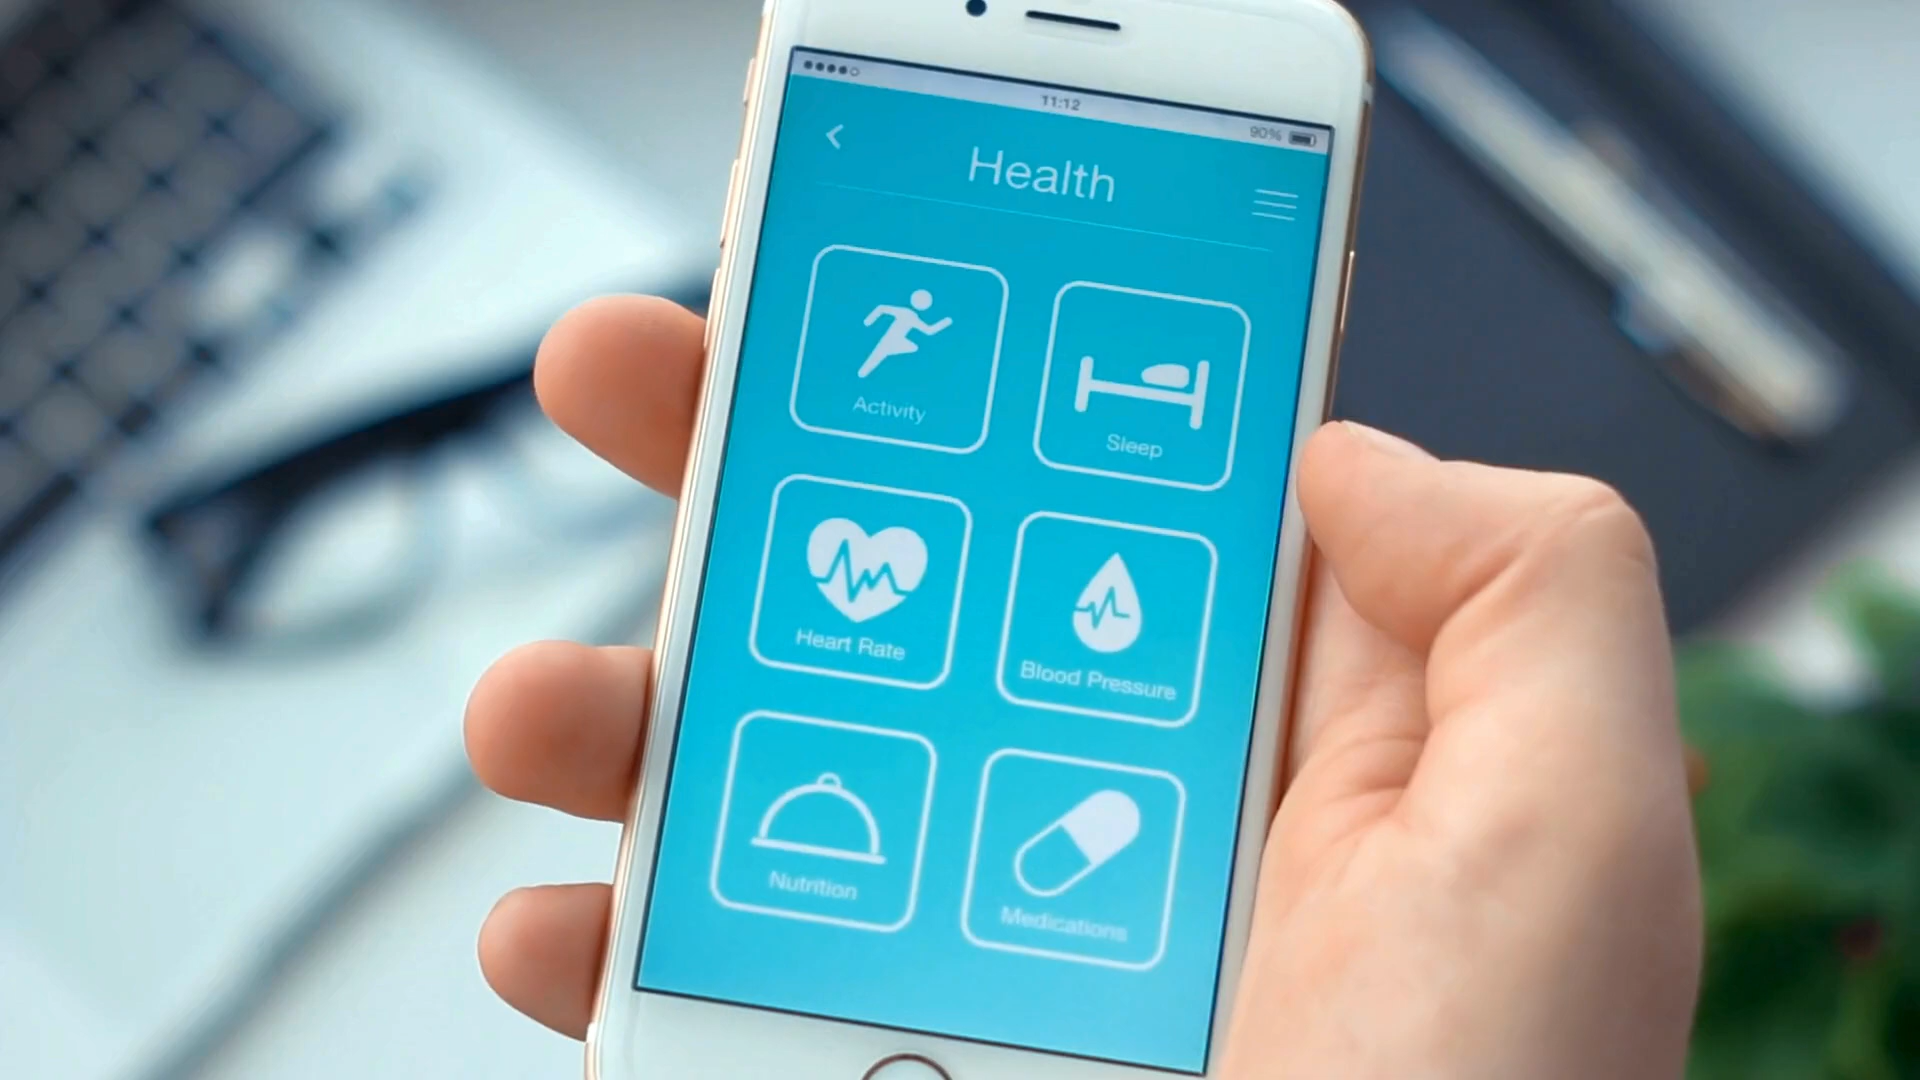 11:12
90%
Health
Activity
Sleep
Heart Rate
Blood Pressure
Nutrition
Medications